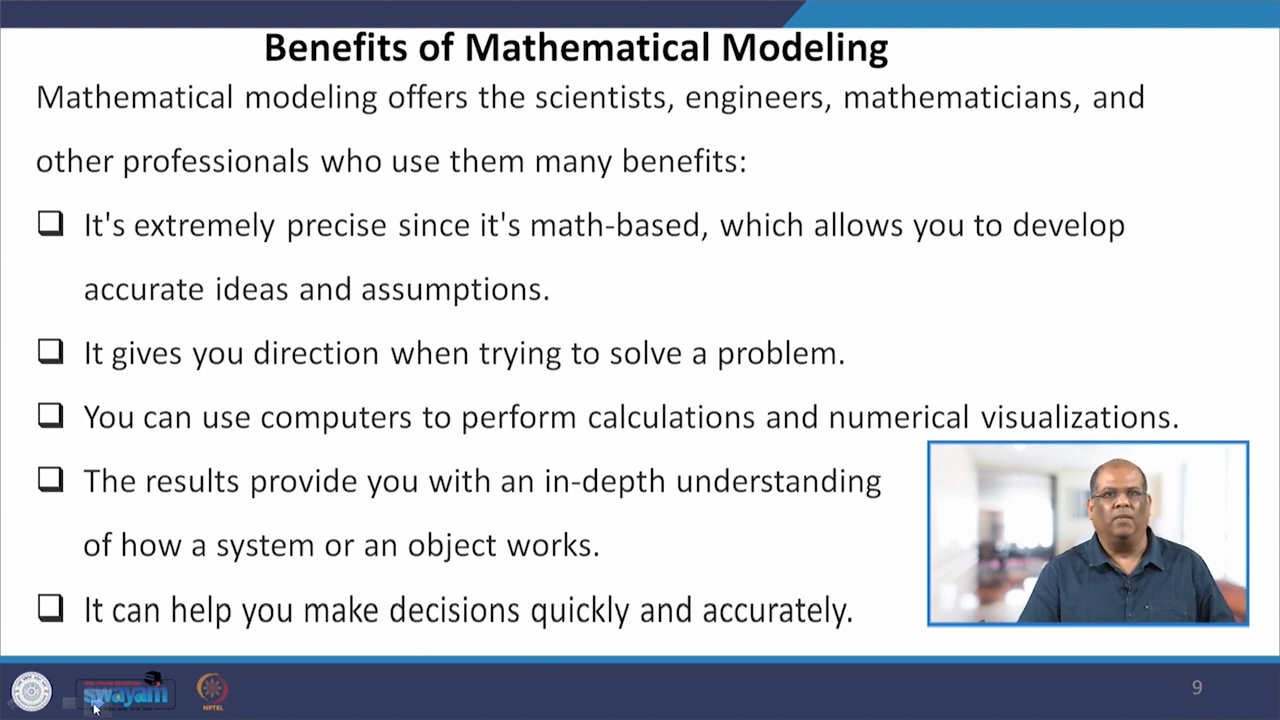 Benefits of Mathematical Modeling
Mathematical modeling offers the scientists, engineers, mathematicians, and
other professionals who use them many benefits:
It's extremely precise since it's math-based, which allows you to develop
accurate ideas and assumptions.
It gives you direction when trying to solve a problem.
You can use computers to perform calculations and numerical visualizations.
The results provide you with an in-depth understanding
of how a system or an object works.
It can help you make decisions quickly and accurately.
swayam
NPTEL
9